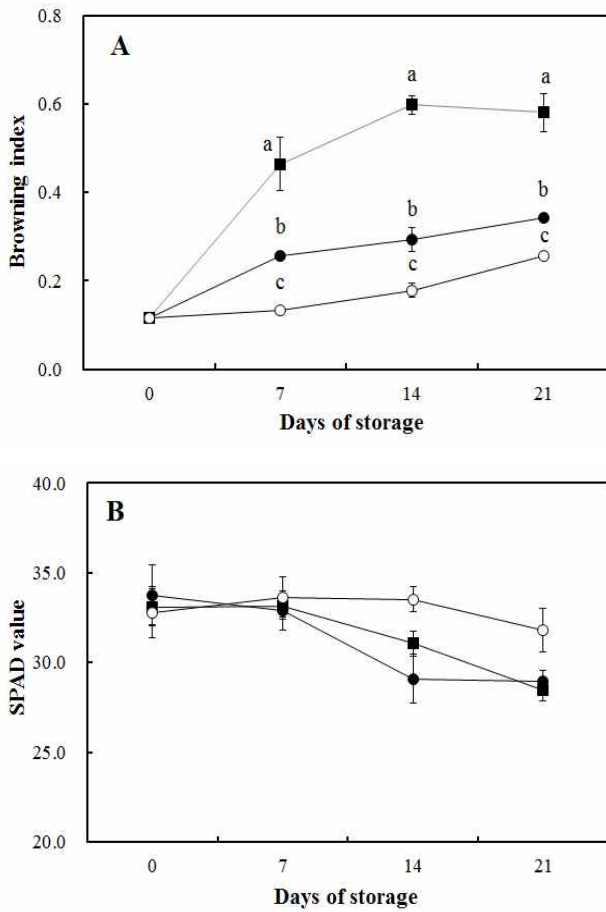 0.8
A
a
a
0.6
a
Browning index
0.4
b
b
b
c
c
0.2
c
0.0
0 7 14 21
Days of storage
40.0
B
35.0
SPAD value
30.0
25.0
20.0
0 7 14 21
Days of storage